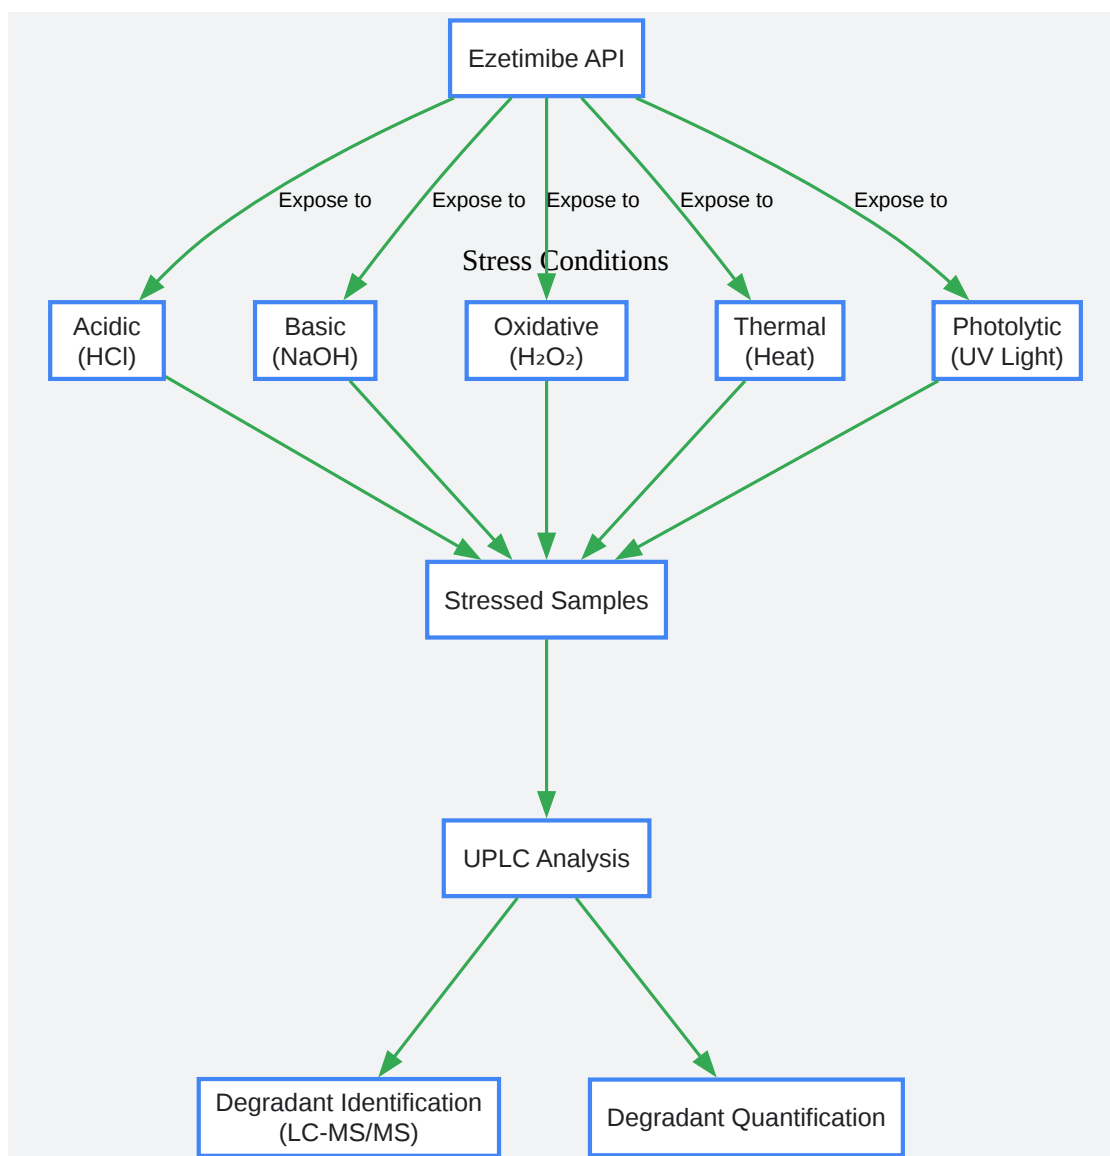 Ezetimibe API
Expose to
Expose to
Expose to
Expose to
Expose to
Stress Conditions
Acidic
(HCl)
Basic
(NaOH)
Oxidative
(H₂O₂)
Thermal
(Heat)
Photolytic
(UV Light)
Stressed Samples
UPLC Analysis
Degradant Identification
(LC-MS/MS)
Degradant Quantification